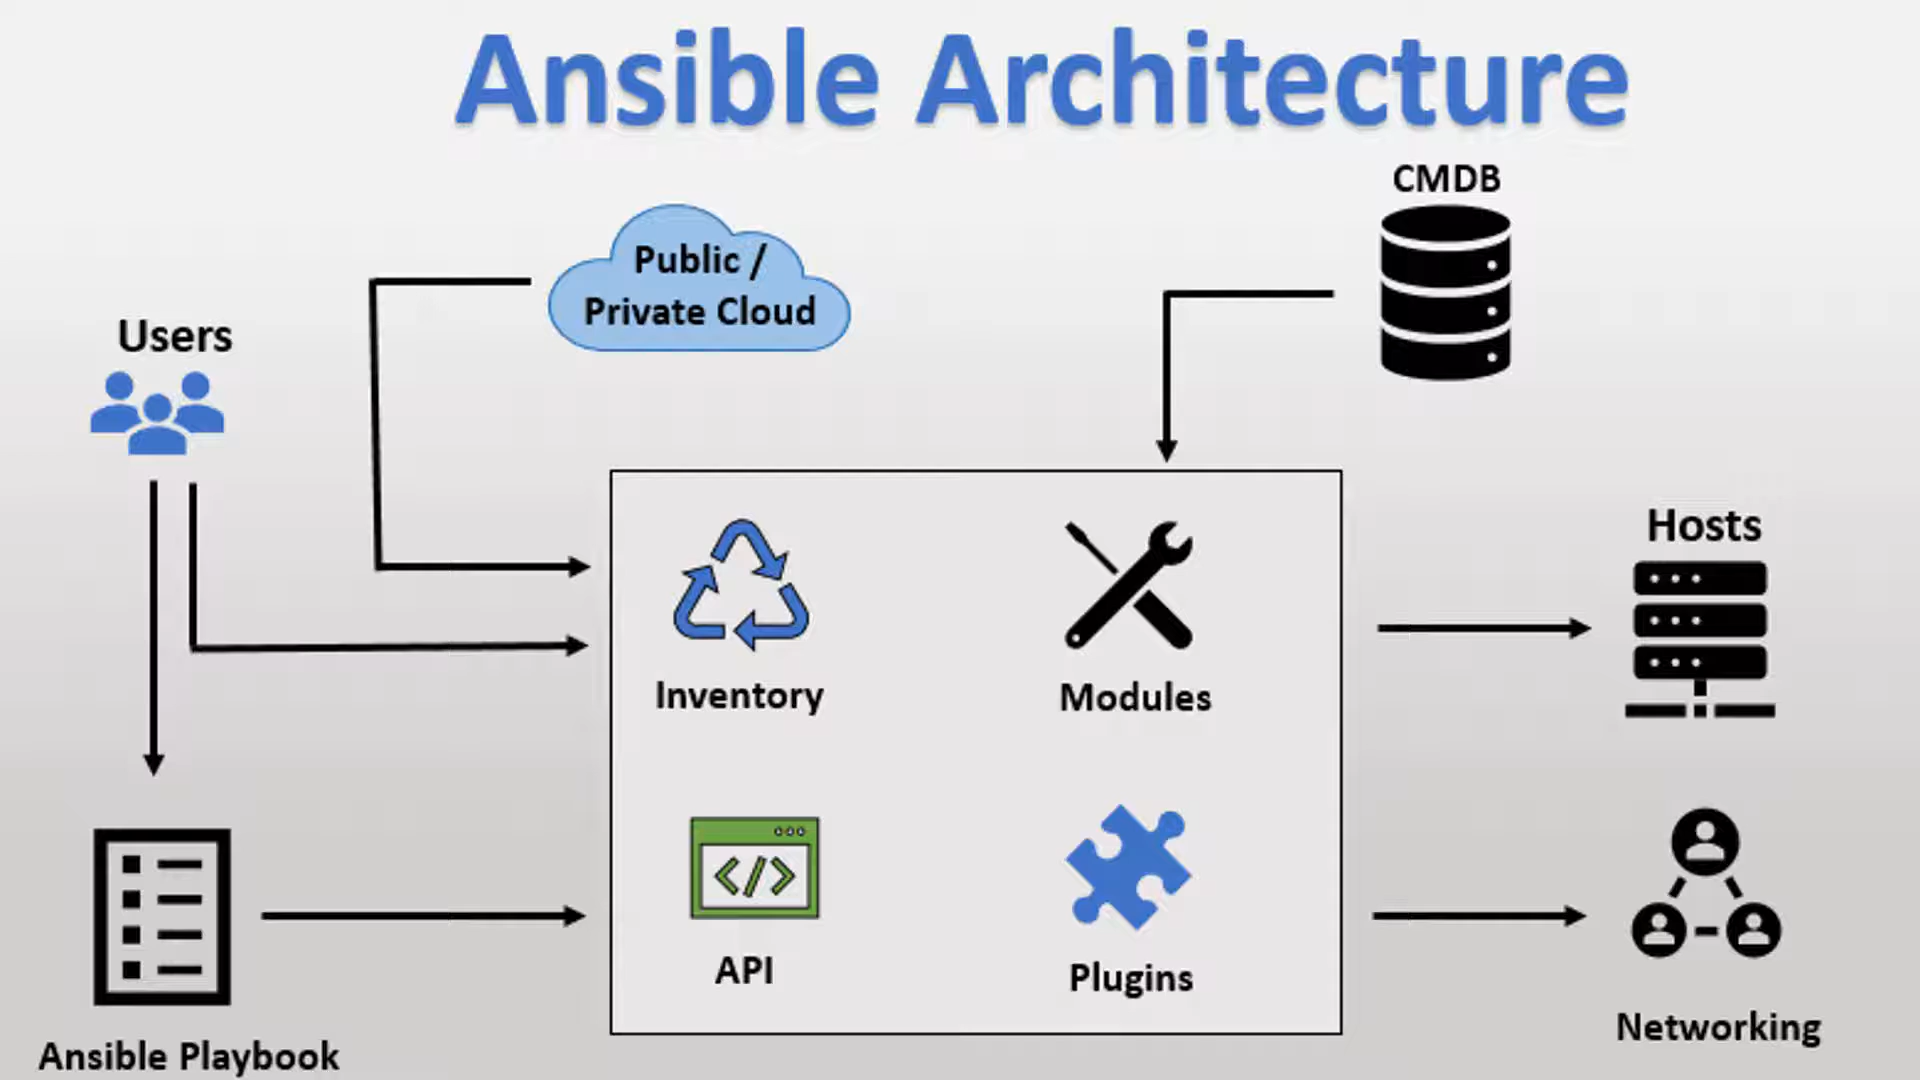 Ansible Architecture
CMDB
Public /
Private Cloud
Users
Hosts
Inventory
Modules
API
Plugins
Networking
Ansible Playbook